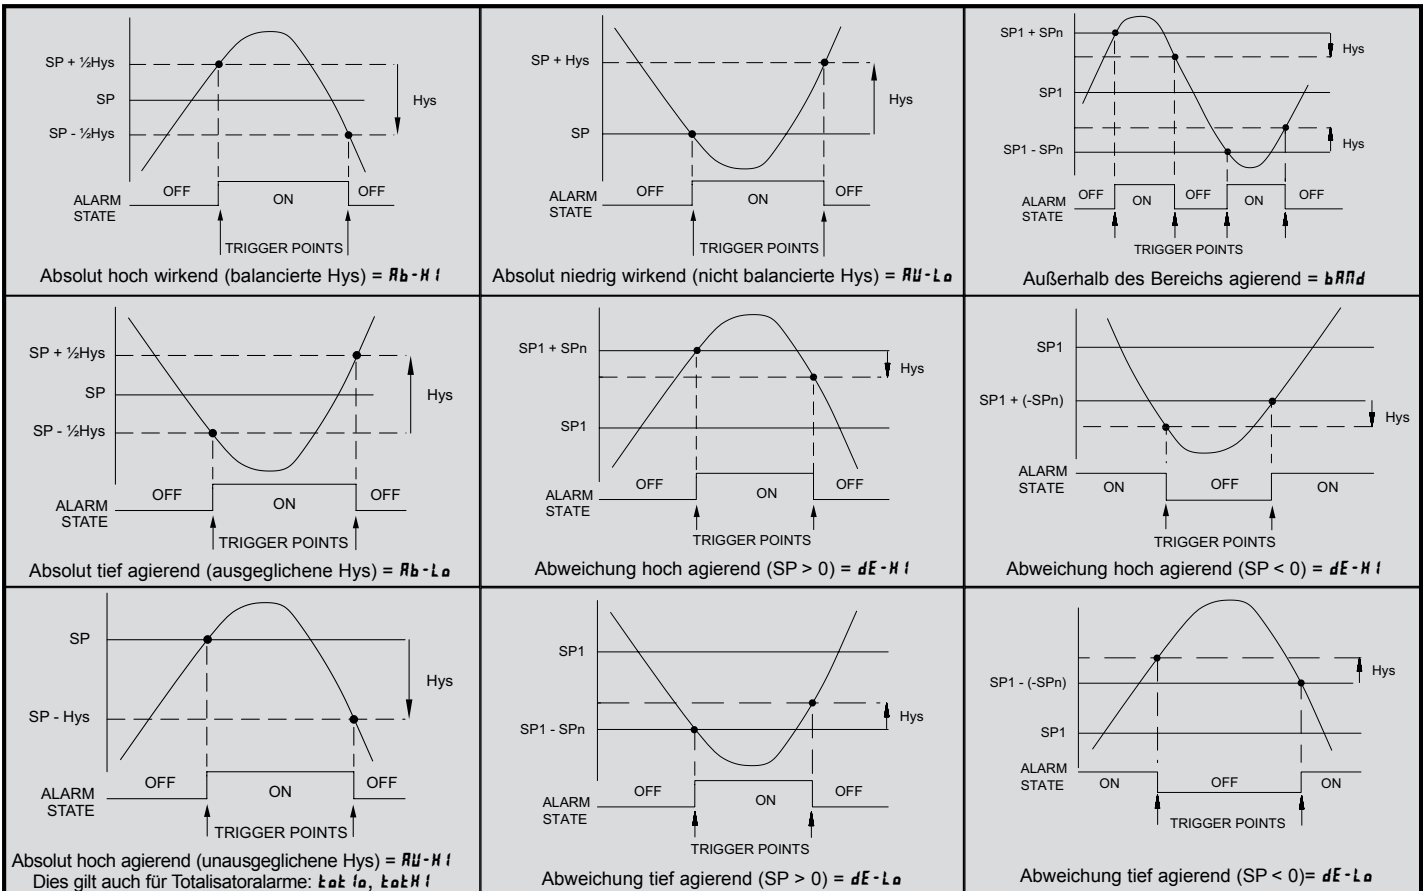 SP + ½Hys
SP
SP - ½Hys
Hys
OFF
ON
OFF
ALARM
STATE
TRIGGER POINTS
Absolut hoch wirkend (balancierte Hys) = Ab-HI
SP + Hys
SP
Hys
OFF
ON
OFF
ALARM
STATE
TRIGGER POINTS
Absolut niedrig wirkend (nicht balancierte Hys) = AU-Lo
SP1 + SPn
Hys
SP1
SP1 - SPn
Hys
OFF
ON
OFF
ON
OFF
ALARM
STATE
TRIGGER POINTS
Außerhalb des Bereichs agierend = bANd
SP + ½Hys
SP
SP - ½Hys
Hys
OFF
ON
OFF
ALARM
STATE
TRIGGER POINTS
Absolut tief agierend (ausgeglichene Hys) = Ab-Lo
SP1 + SPn
Hys
SP1
OFF
ON
OFF
ALARM
STATE
TRIGGER POINTS
Abweichung hoch agierend (SP > 0) = dE-HI
SP1
SP1 + (-SPn)
Hys
ALARM
STATE
ON
OFF
ON
TRIGGER POINTS
Abweichung hoch agierend (SP < 0) = dE-HI
SP
Hys
SP - Hys
OFF
ON
OFF
ALARM
STATE
TRIGGER POINTS
Absolut hoch agierend (unausgeglichene Hys) = AU-HI
Dies gilt auch für Totalisatoralarme: totlo, totHI
SP1
SP1 - SPn
Hys
OFF
ON
OFF
ALARM
STATE
TRIGGER POINTS
Abweichung tief agierend (SP > 0) = dE-Lo
SP1 - (-SPn)
Hys
SP1
ALARM
STATE
ON
OFF
ON
TRIGGER POINTS
Abweichung tief agierend (SP < 0)= dE-Lo